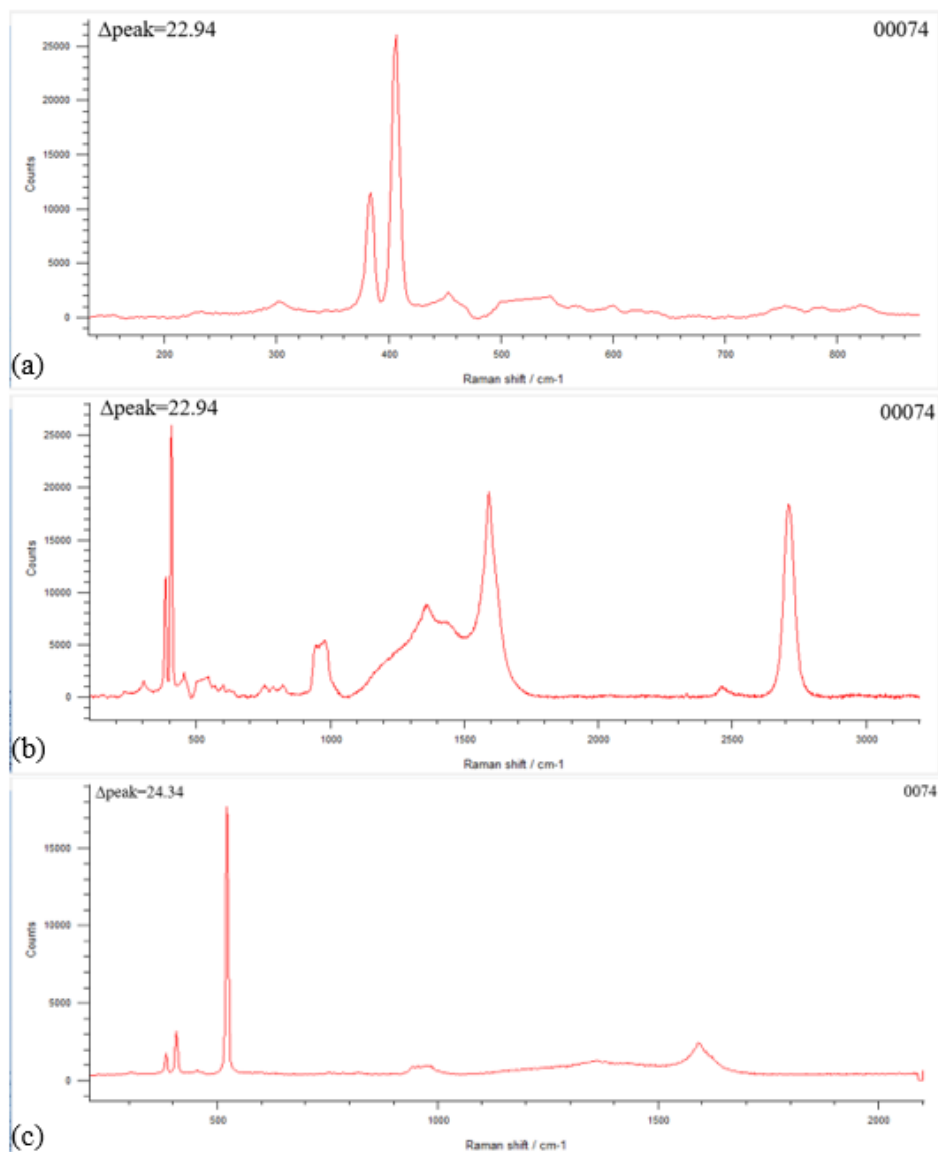 Δpeak=22.94 00074
25000
20000
15000
10000
5000
0
Counts
200 300 400 500 600 700 800
Raman shift / cm-1
(a)
Δpeak=22.94 00074
25000
20000
15000
10000
5000
0
Counts
500 1000 1500 2000 2500 3000
Raman shift / cm-1
(b)
Δpeak=24.34 0074
15000
10000
5000
0
Counts
500 1000 1500 2000
Raman shift / cm-1
(c)